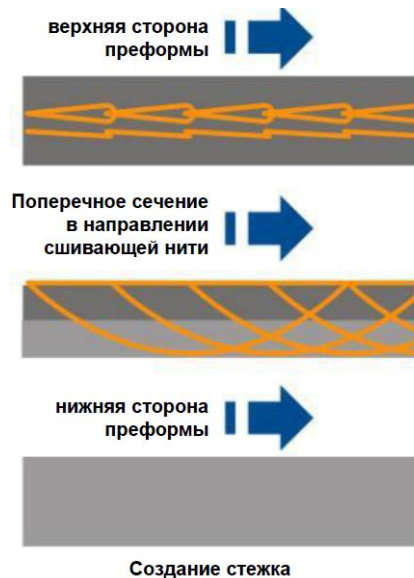 верхняя сторона
преформы
Поперечное сечение
в направлении
сшивающей нити
нижняя сторона
преформы
Создание стежка